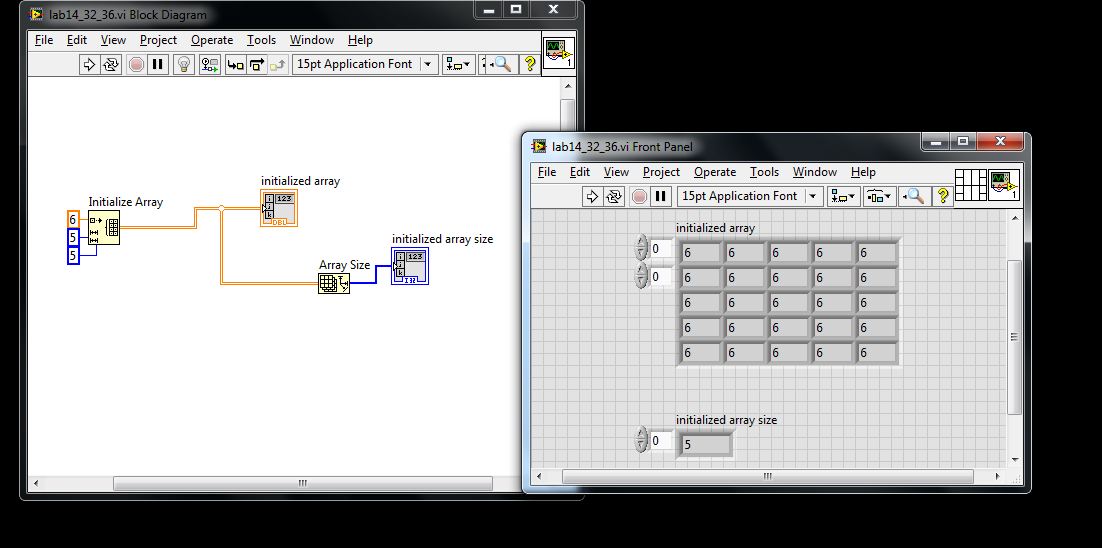 lab14_32_36.vi Block Diagram
File Edit View Project Operate Tools Window Help
15pt Application Font
1
initialized array
Initialize Array
6
5
5
123
DBL
initialized array size
Array Size
123
I32
lab14_32_36.vi Front Panel
File Edit View Project Operate Tools Window Help
15pt Application Font
1
initialized array
0
0
6 6 6 6 6
6 6 6 6 6
6 6 6 6 6
6 6 6 6 6
6 6 6 6 6
initialized array size
0
5